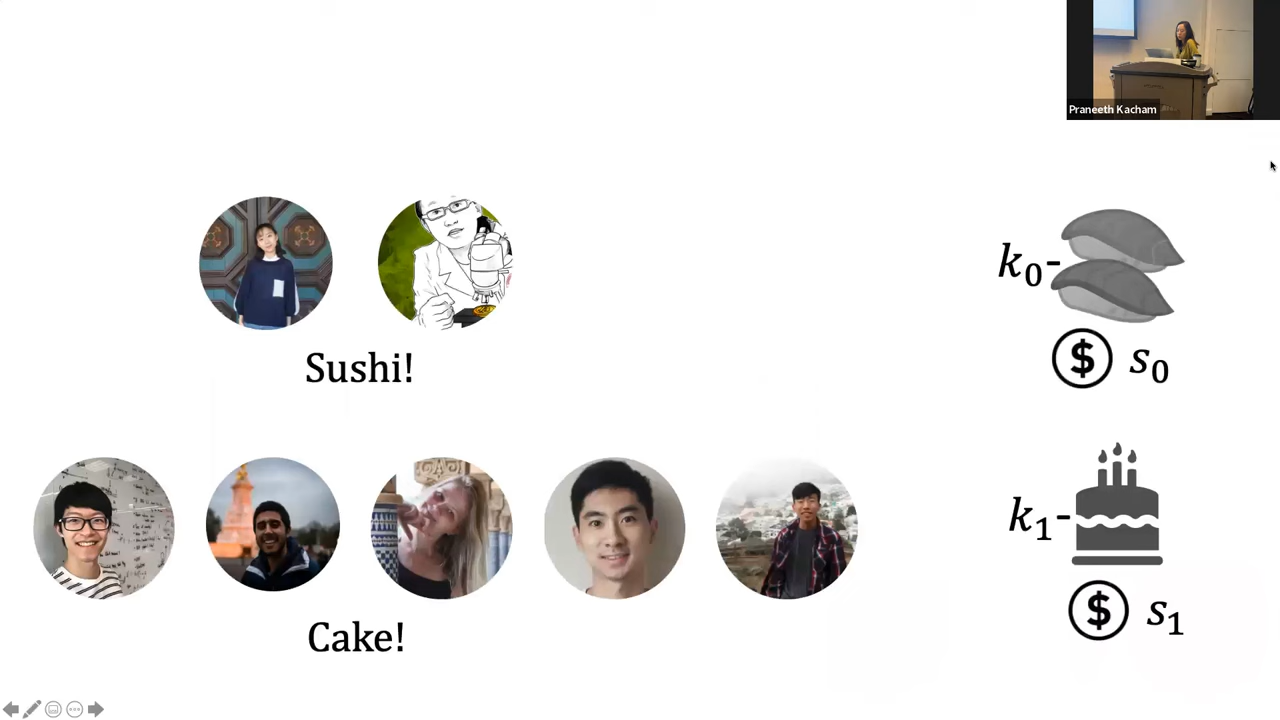 Praneeth Kacham
k₀-
Sushi!
$ s₀
k₁-
Cake!
$ s₁